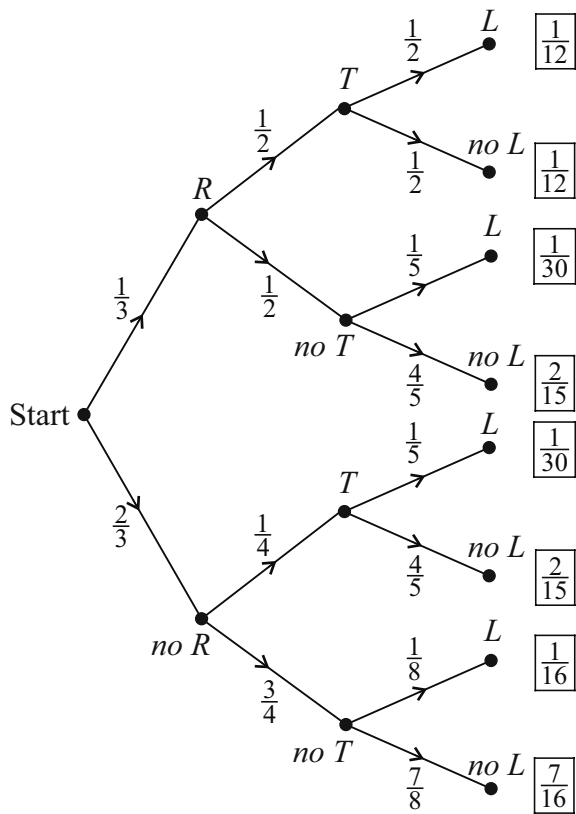 1/2 L 1/12
T
1/2 1/2 no L 1/12
R
1/5 L 1/30
1/3 1/2
no T 4/5 no L 2/15
Start
1/5 L 1/30
T
2/3 1/4 4/5 no L 2/15
no R
1/8 L 1/16
3/4
no T 7/8 no L 7/16